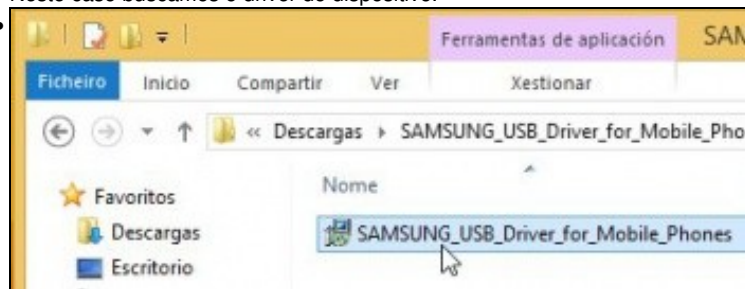 Neste caso buscamos o driver do dispositivo.
Ferramentas de aplicación SAM
Ficheiro Inicio Compartir Ver Xestionar
« Descargas SAMSUNG_USB_Driver_for_Mobile_Pho
Favoritos Nome
Descargas SAMSUNG_USB_Driver_for_Mobile_Phones
Escritorio